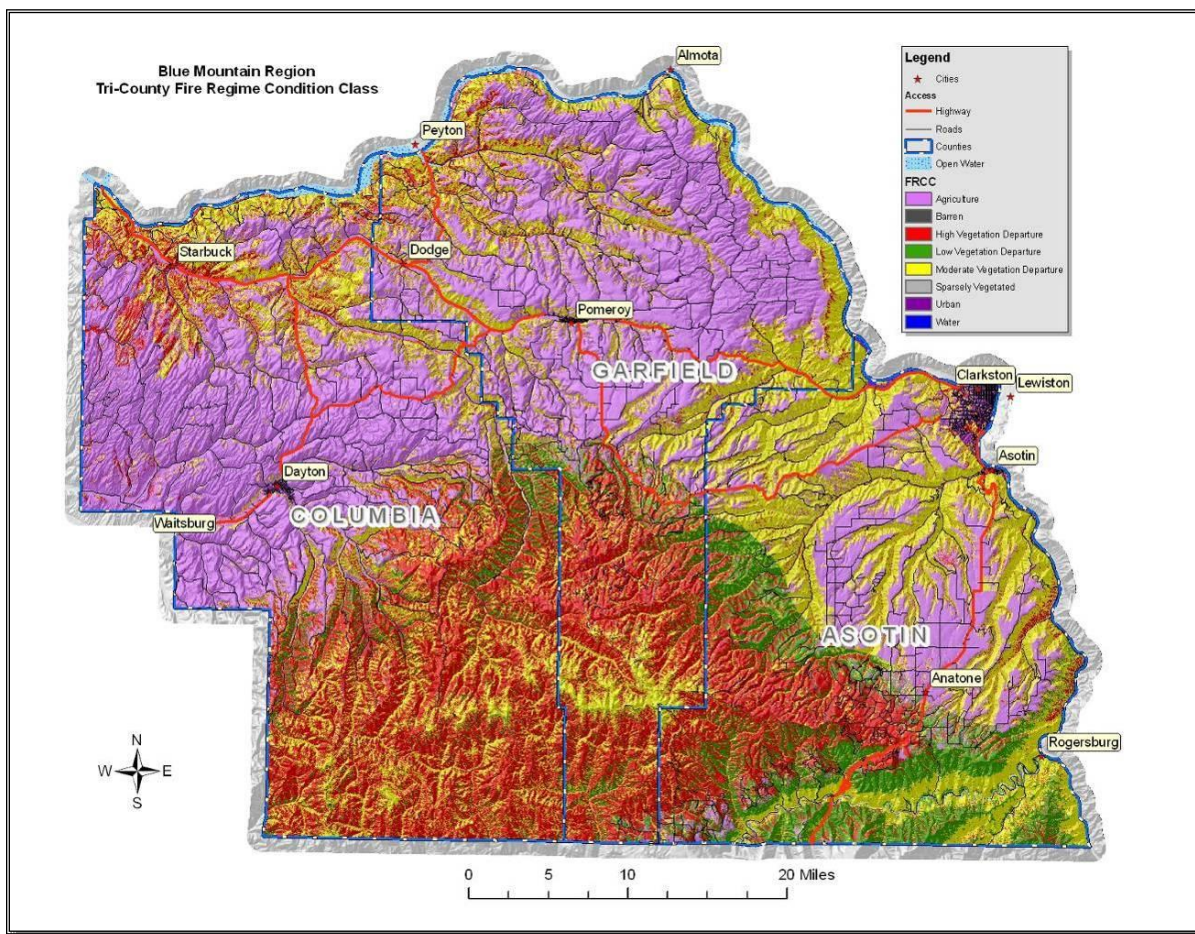 Blue Mountain Region
Tri-County Fire Regime Condition Class
Almota
Legend
Cities
Access
Highway
Roads
Counties
Open Water
FRCC
Agriculture
Barren
High Vegetation Departure
Low Vegetation Departure
Moderate Vegetation Departure
Sparsely Vegetated
Urban
Water
Peyton
Starbuck
Dodge
Pomeroy
GARFIELD
Clarkston
Lewiston
Asotin
Dayton
Waitsburg
COLUMBIA
ASOTIN
Anatone
Rogersburg
N
W E
S
0 5 10 20 Miles